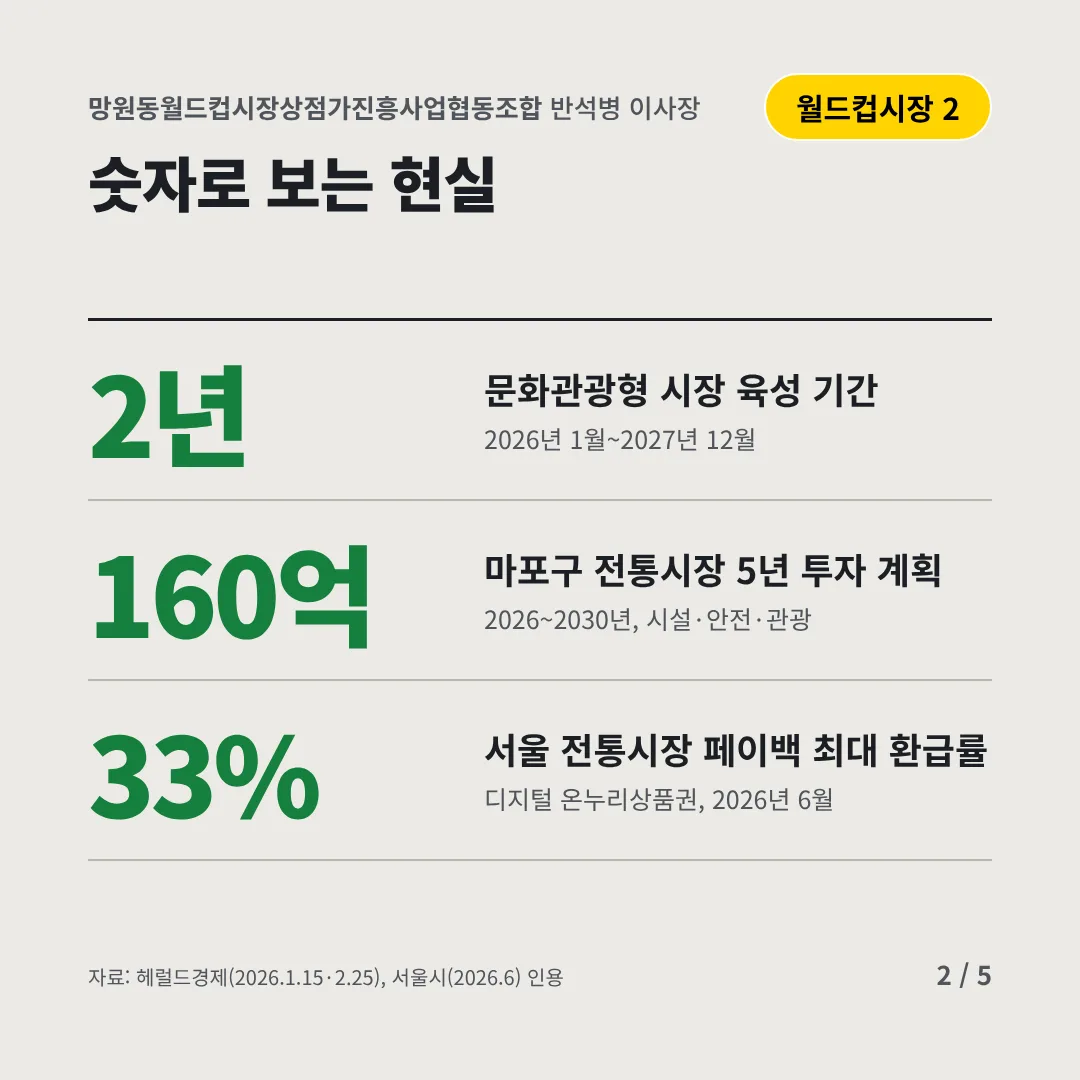 망원동월드컵시장상점가진흥사업협동조합 반석병 이사장
월드컵시장 2
숫자로 보는 현실
2년
문화관광형 시장 육성 기간
2026년 1월~2027년 12월
160억
마포구 전통시장 5년 투자 계획
2026~2030년, 시설·안전·관광
33%
서울 전통시장 페이백 최대 환급률
디지털 온누리상품권, 2026년 6월
자료: 헤럴드경제(2026.1.15·2.25), 서울시(2026.6) 인용
2 / 5